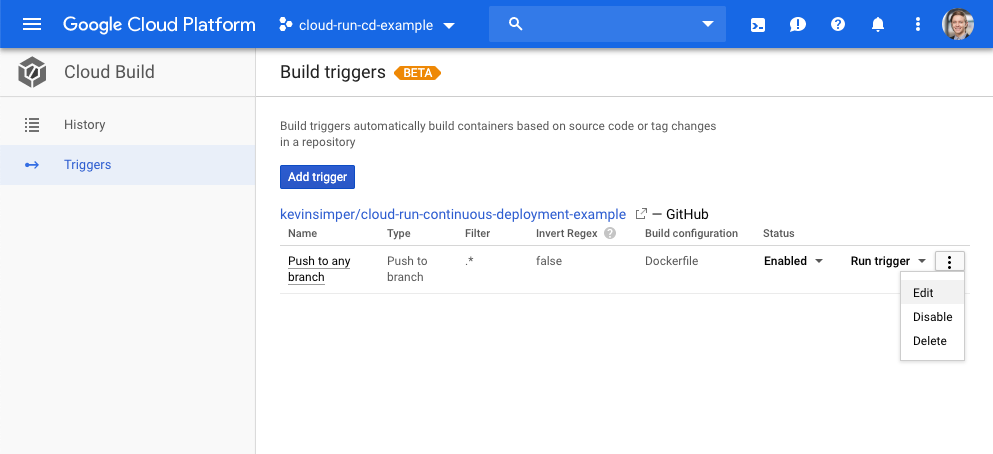 Google Cloud Platform
cloud-run-cd-example
Cloud Build
Build triggers BETA
History
Triggers
Build triggers automatically build containers based on source code or tag changes
in a repository
Add trigger
kevinsimper/cloud-run-continuous-deployment-example — GitHub
Name Type Filter Invert Regex ? Build configuration Status
Push to any Push to .* false Dockerfile Enabled Run trigger
branch branch
Edit
Disable
Delete